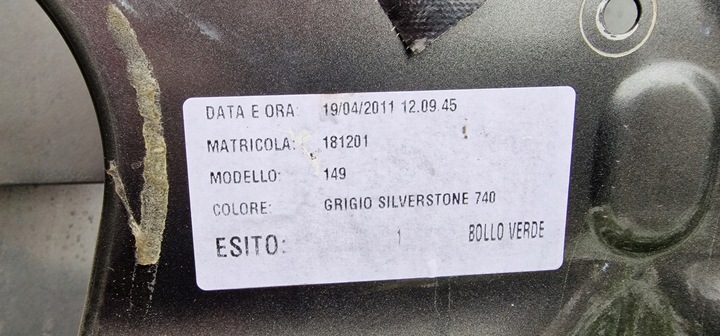 DATA E ORA: 19/04/2011 12.09.45
MATRICOLA: 181201
MODELLO: 149
COLORE: GRIGIO SILVERSTONE 740
ESITO: 1 BOLLO VERDE